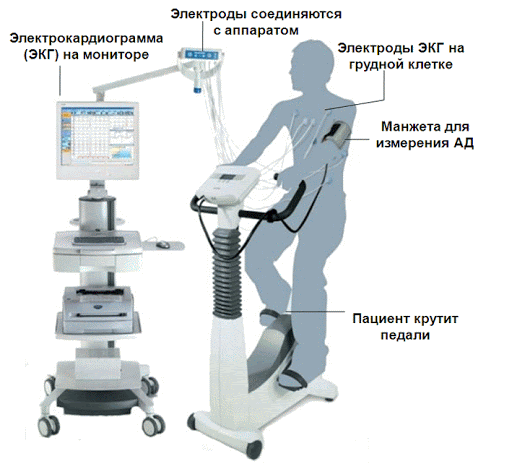 Электроды соединяются
с аппаратом
Электрокардиограмма
(ЭКГ) на мониторе
Электроды ЭКГ на
грудной клетке
Манжета для
измерения АД
Пациент крутит
педали